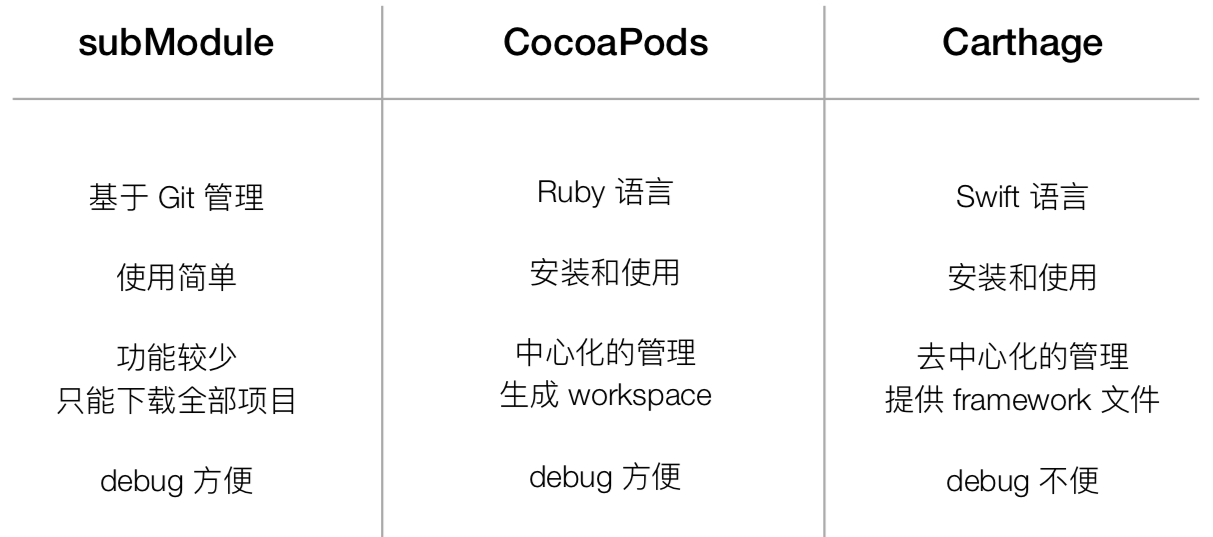 subModule
CocoaPods
Carthage
基于 Git 管理
Ruby 语言
Swift 语言
使用简单
安装和使用
安装和使用
功能较少
只能下载全部项目
中心化的管理
生成 workspace
去中心化的管理
提供 framework 文件
debug 方便
debug 方便
debug 不便